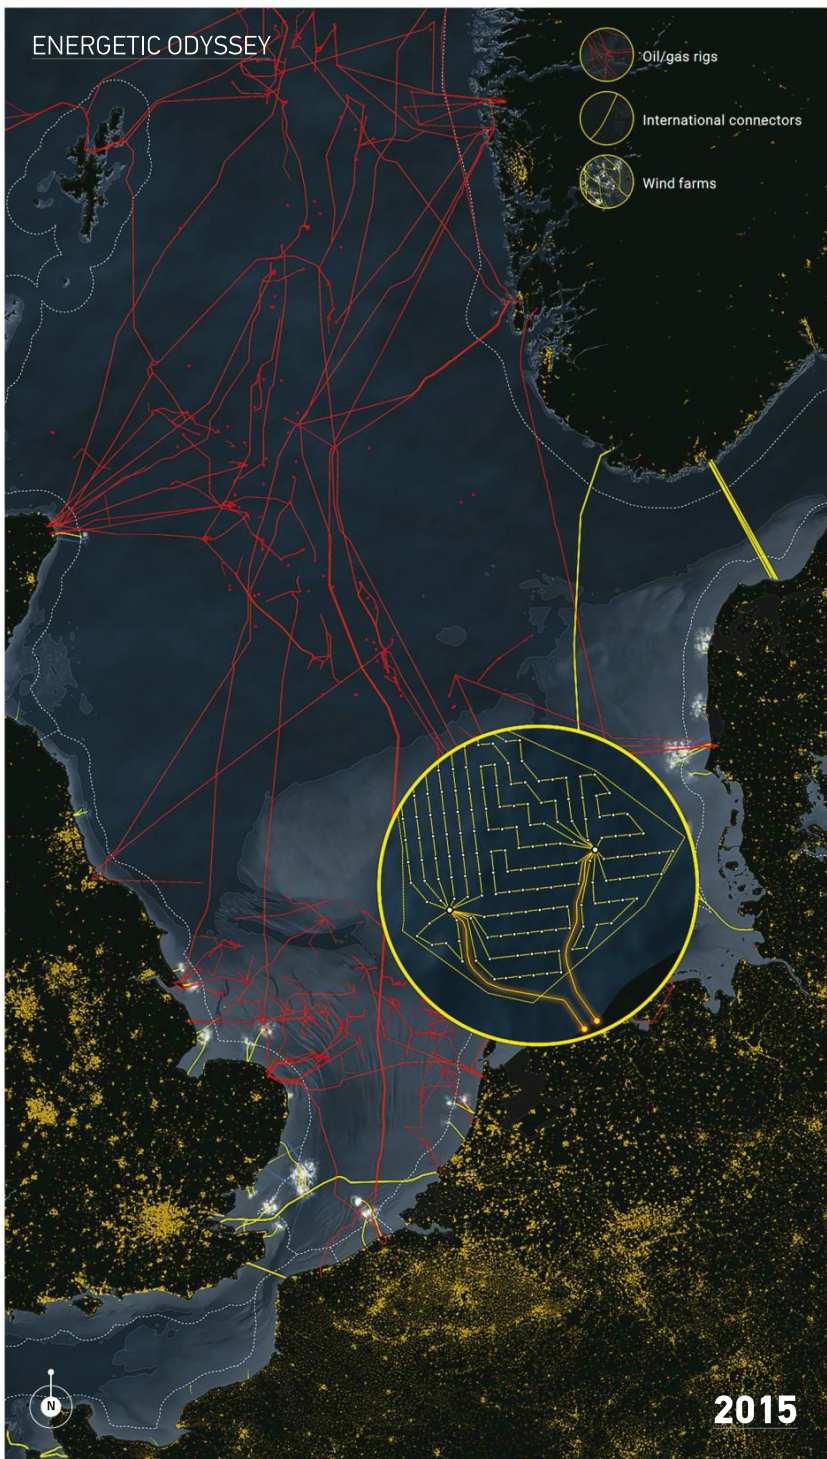 ENERGETIC ODYSSEY
Oil/gas rigs
International connectors
Wind farms
N
2015